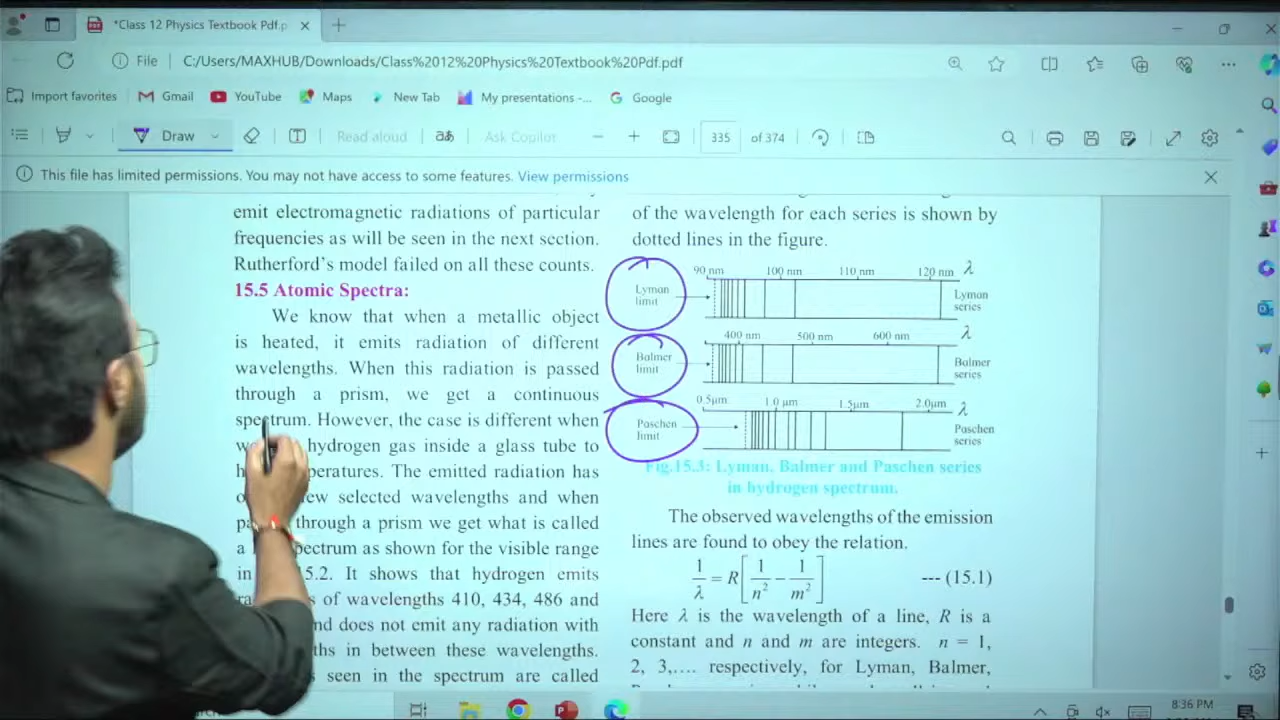 *Class 12 Physics Textbook Pdf.p
File
C:/Users/MAXHUB/Downloads/Class%2012%20Physics%20Textbook%20Pdf.pdf
Import favorites
Gmail
YouTube
Maps
New Tab
My presentations -...
Google
Draw
Read aloud
aあ
Ask Copilot
335
of 374
This file has limited permissions. You may not have access to some features. View permissions
emit electromagnetic radiations of particular
frequencies as will be seen in the next section.
Rutherford's model failed on all these counts.
15.5 Atomic Spectra:
We know that when a metallic object
is heated, it emits radiation of different
wavelengths. When this radiation is passed
through a prism, we get a continuous
spectrum. However, the case is different when
hydrogen gas inside a glass tube to
The emitted radiation has
selected wavelengths and when
through a prism we get what is called
a spectrum as shown for the visible range
in 15.2. It shows that hydrogen emits
of wavelengths 410, 434, 486 and
does not emit any radiation with
in between these wavelengths.
seen in the spectrum are called
of the wavelength for each series is shown by
dotted lines in the figure.
90 nm 100 nm 110 nm 120 nm λ
Lyman
limit
Lyman
series
400 nm 500 nm 600 nm λ
Balmer
limit
Balmer
series
0.5μm 1.0 μm 1.5μm 2.0μm λ
Paschen
limit
Paschen
series
Fig.15.3: Lyman, Balmer and Paschen series
in hydrogen spectrum.
The observed wavelengths of the emission
lines are found to obey the relation.
1/λ = R[1/n² − 1/m²] --- (15.1)
Here λ is the wavelength of a line, R is a
constant and n and m are integers. n = 1,
2, 3,.... respectively, for Lyman, Balmer,
8:36 PM